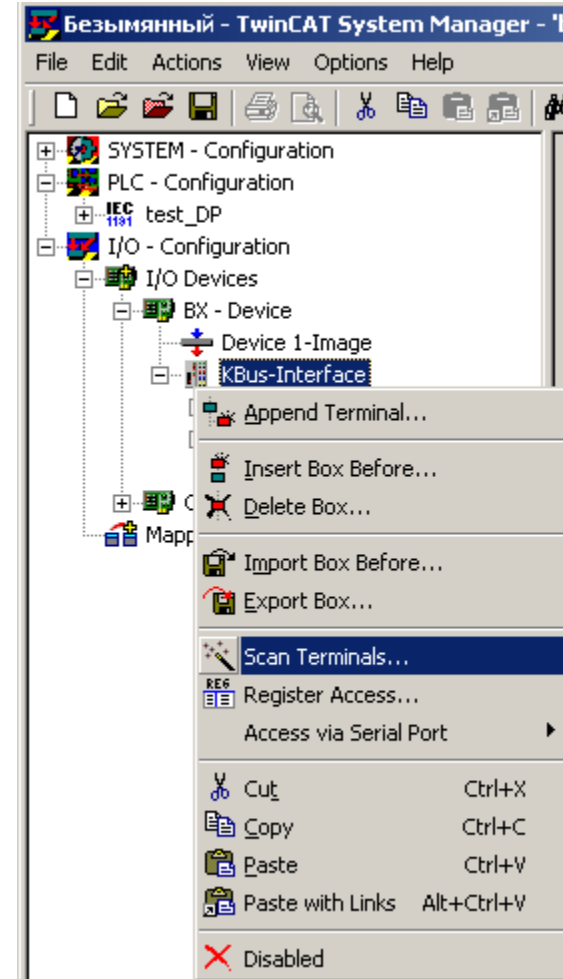 Безымянный - TwinCAT System Manager - '
File Edit Actions View Options Help
SYSTEM - Configuration
PLC - Configuration
IEC 1131 test_DP
I/O - Configuration
I/O Devices
BX - Device
Device 1-Image
KBus-Interface
Append Terminal...
Insert Box Before...
Delete Box...
Mapp
Import Box Before...
Export Box...
Scan Terminals...
REG Register Access...
Access via Serial Port
Cut Ctrl+X
Copy Ctrl+C
Paste Ctrl+V
Paste with Links Alt+Ctrl+V
Disabled